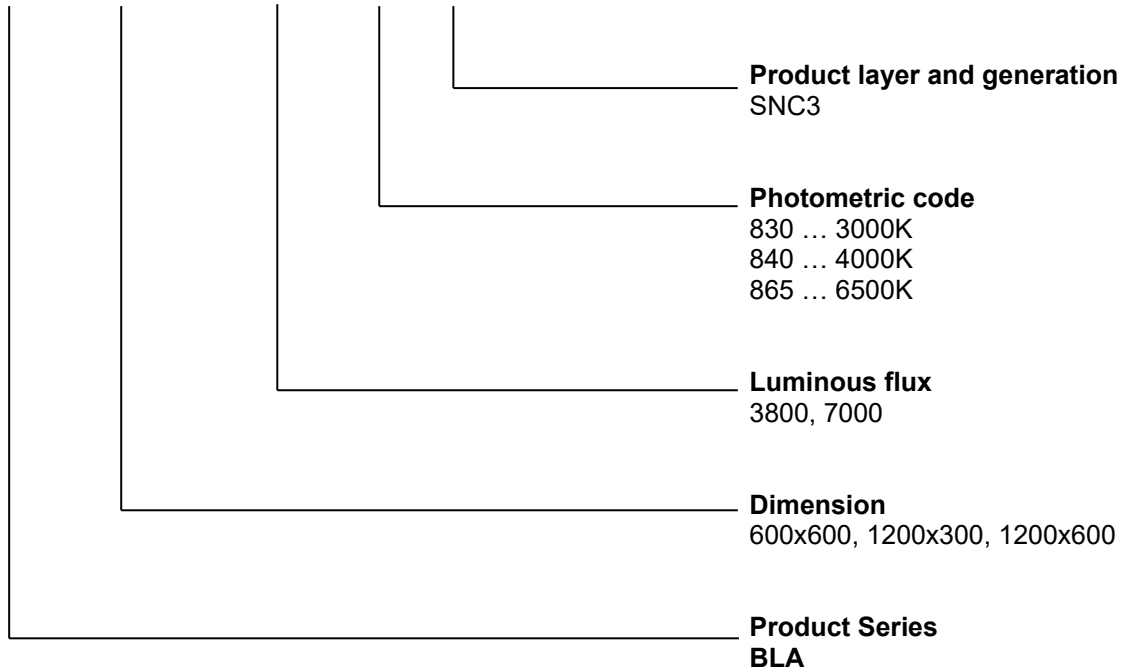 Product layer and generation
SNC3
Photometric code
830 … 3000K
840 … 4000K
865 … 6500K
Luminous flux
3800, 7000
Dimension
600x600, 1200x300, 1200x600
Product Series
BLA